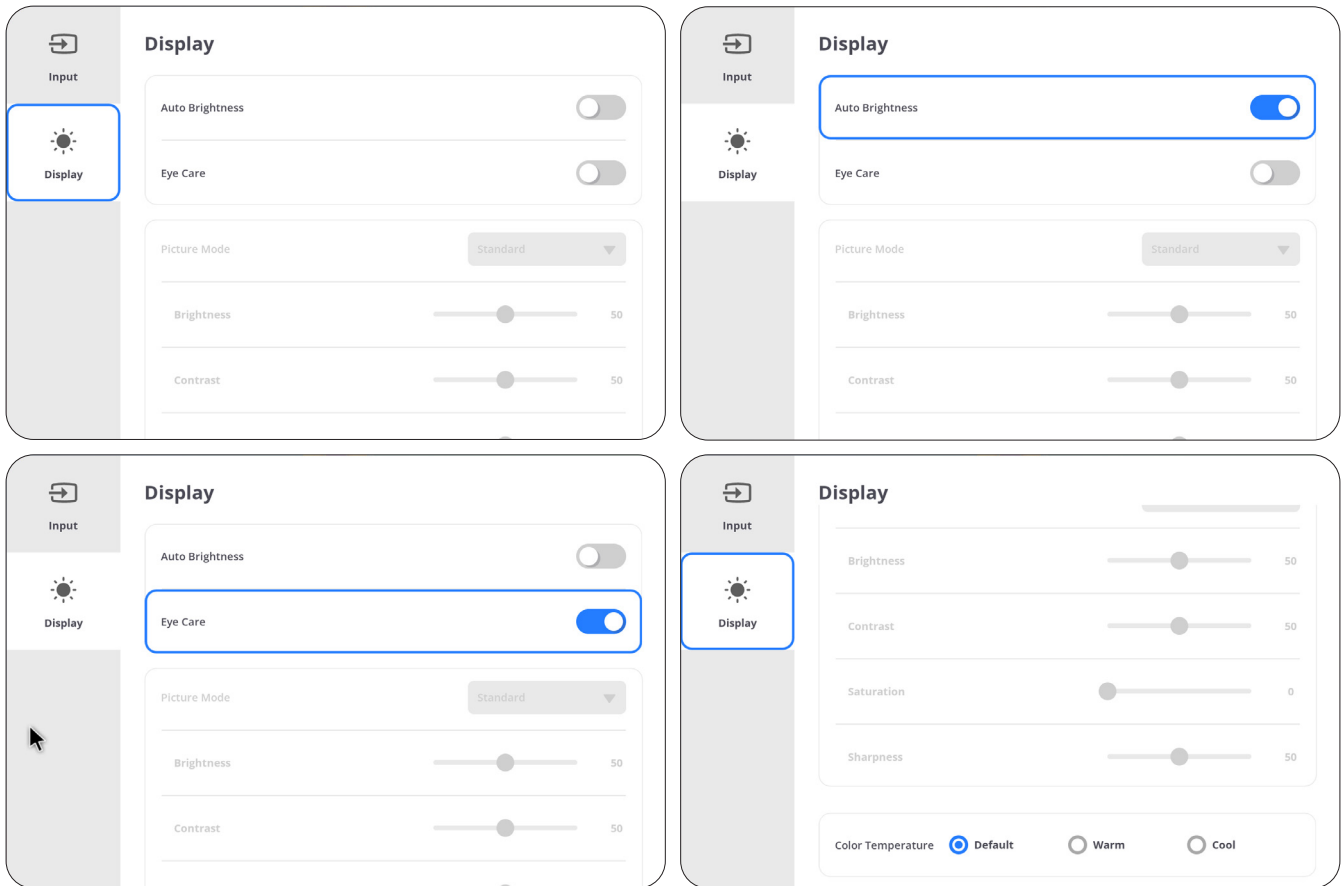 Input
Display
Display
Auto Brightness
Eye Care
Picture Mode Standard
Brightness 50
Contrast 50
Input
Display
Display
Auto Brightness
Eye Care
Picture Mode Standard
Brightness 50
Contrast 50
Input
Display
Display
Auto Brightness
Eye Care
Picture Mode Standard
Brightness 50
Contrast 50
Input
Display
Display
Brightness 50
Contrast 50
Saturation 0
Sharpness 50
Color Temperature Default Warm Cool